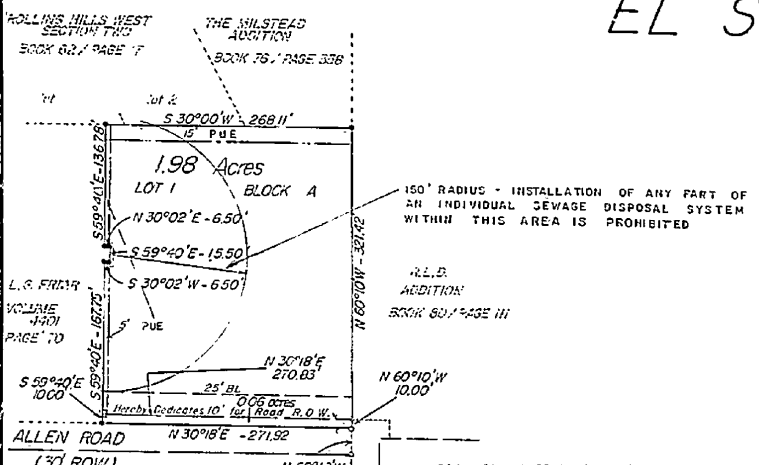 EL S
ROLLING HILLS WEST
SECTION TWO
BOOK 62 / PAGE 17
THE MILSTEAD
ADDITION
BOOK 76 / PAGE 338
lot
lot 2
S 30°00'W - 268.11'
15' PUE
1.98 Acres
LOT 1 BLOCK A
S 59°40'E - 136.78'
N 30°02'E - 6.50'
S 59°40'E - 15.50'
S 30°02'W - 6.50'
150' RADIUS - INSTALLATION OF ANY PART OF
AN INDIVIDUAL SEWAGE DISPOSAL SYSTEM
WITHIN THIS AREA IS PROHIBITED
N 60°10'W - 321.42
L.G. FRIAR
VOLUME
4401
PAGE 70
5' PUE
S 59°40'E - 167.75'
ADDITION
BOOK 80 / PAGE 111
N 30°18'E
270.83'
25' BL
0.06 acres
Hereby Dedicates 10' for Road R.O.W.
S 59°40'E
10.00'
N 60°10'W
10.00'
N 30°18'E - 271.92
ALLEN ROAD
(30' ROW)